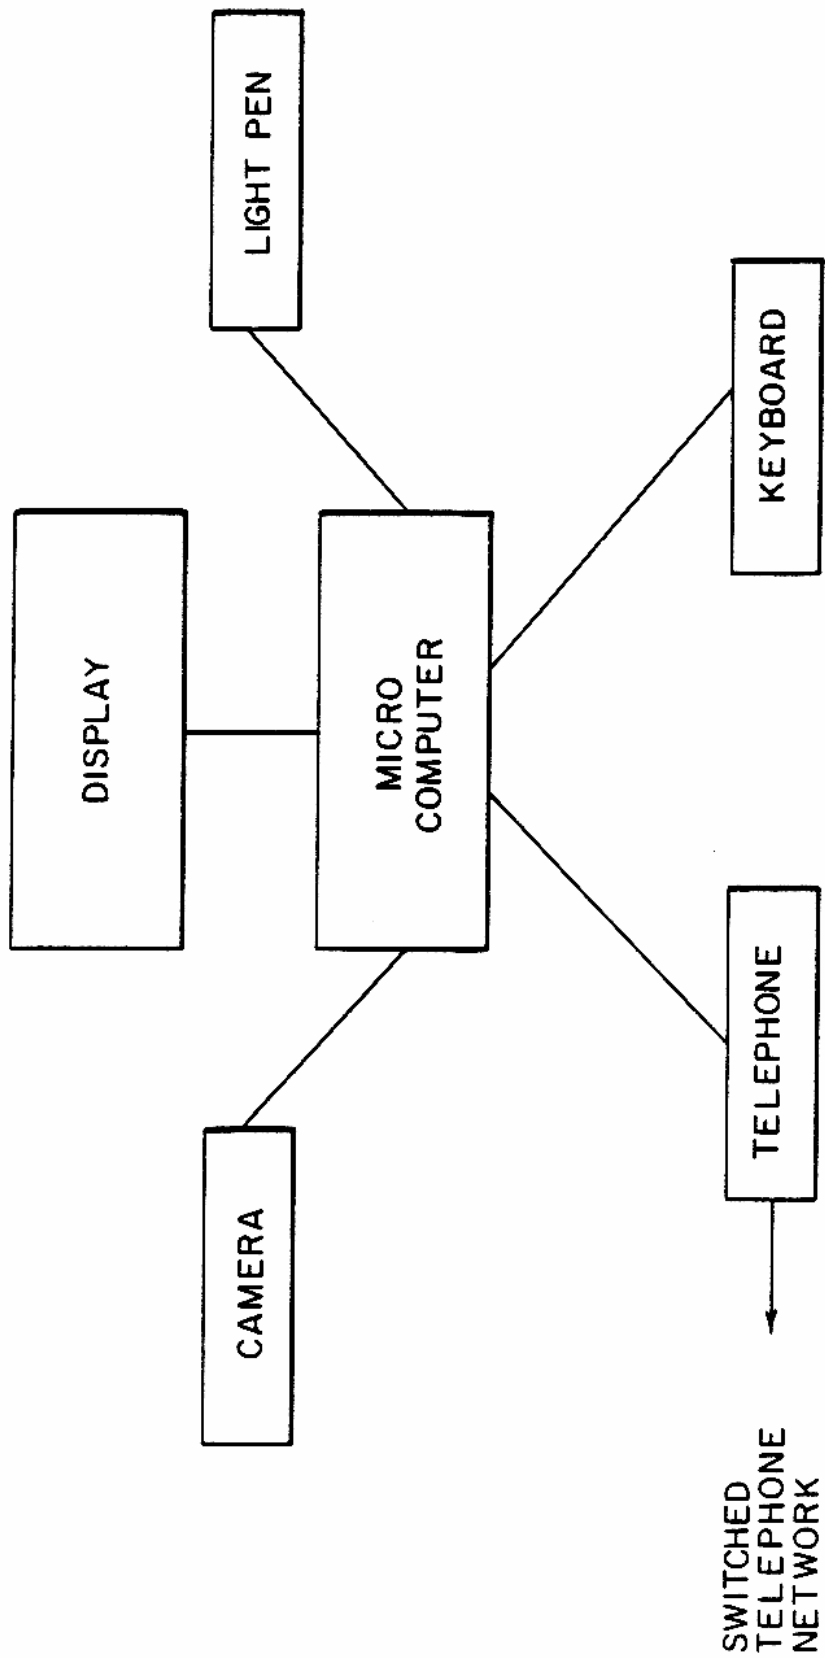 DISPLAY
CAMERA
LIGHT PEN
MICRO
COMPUTER
SWITCHED
TELEPHONE
NETWORK
TELEPHONE
KEYBOARD